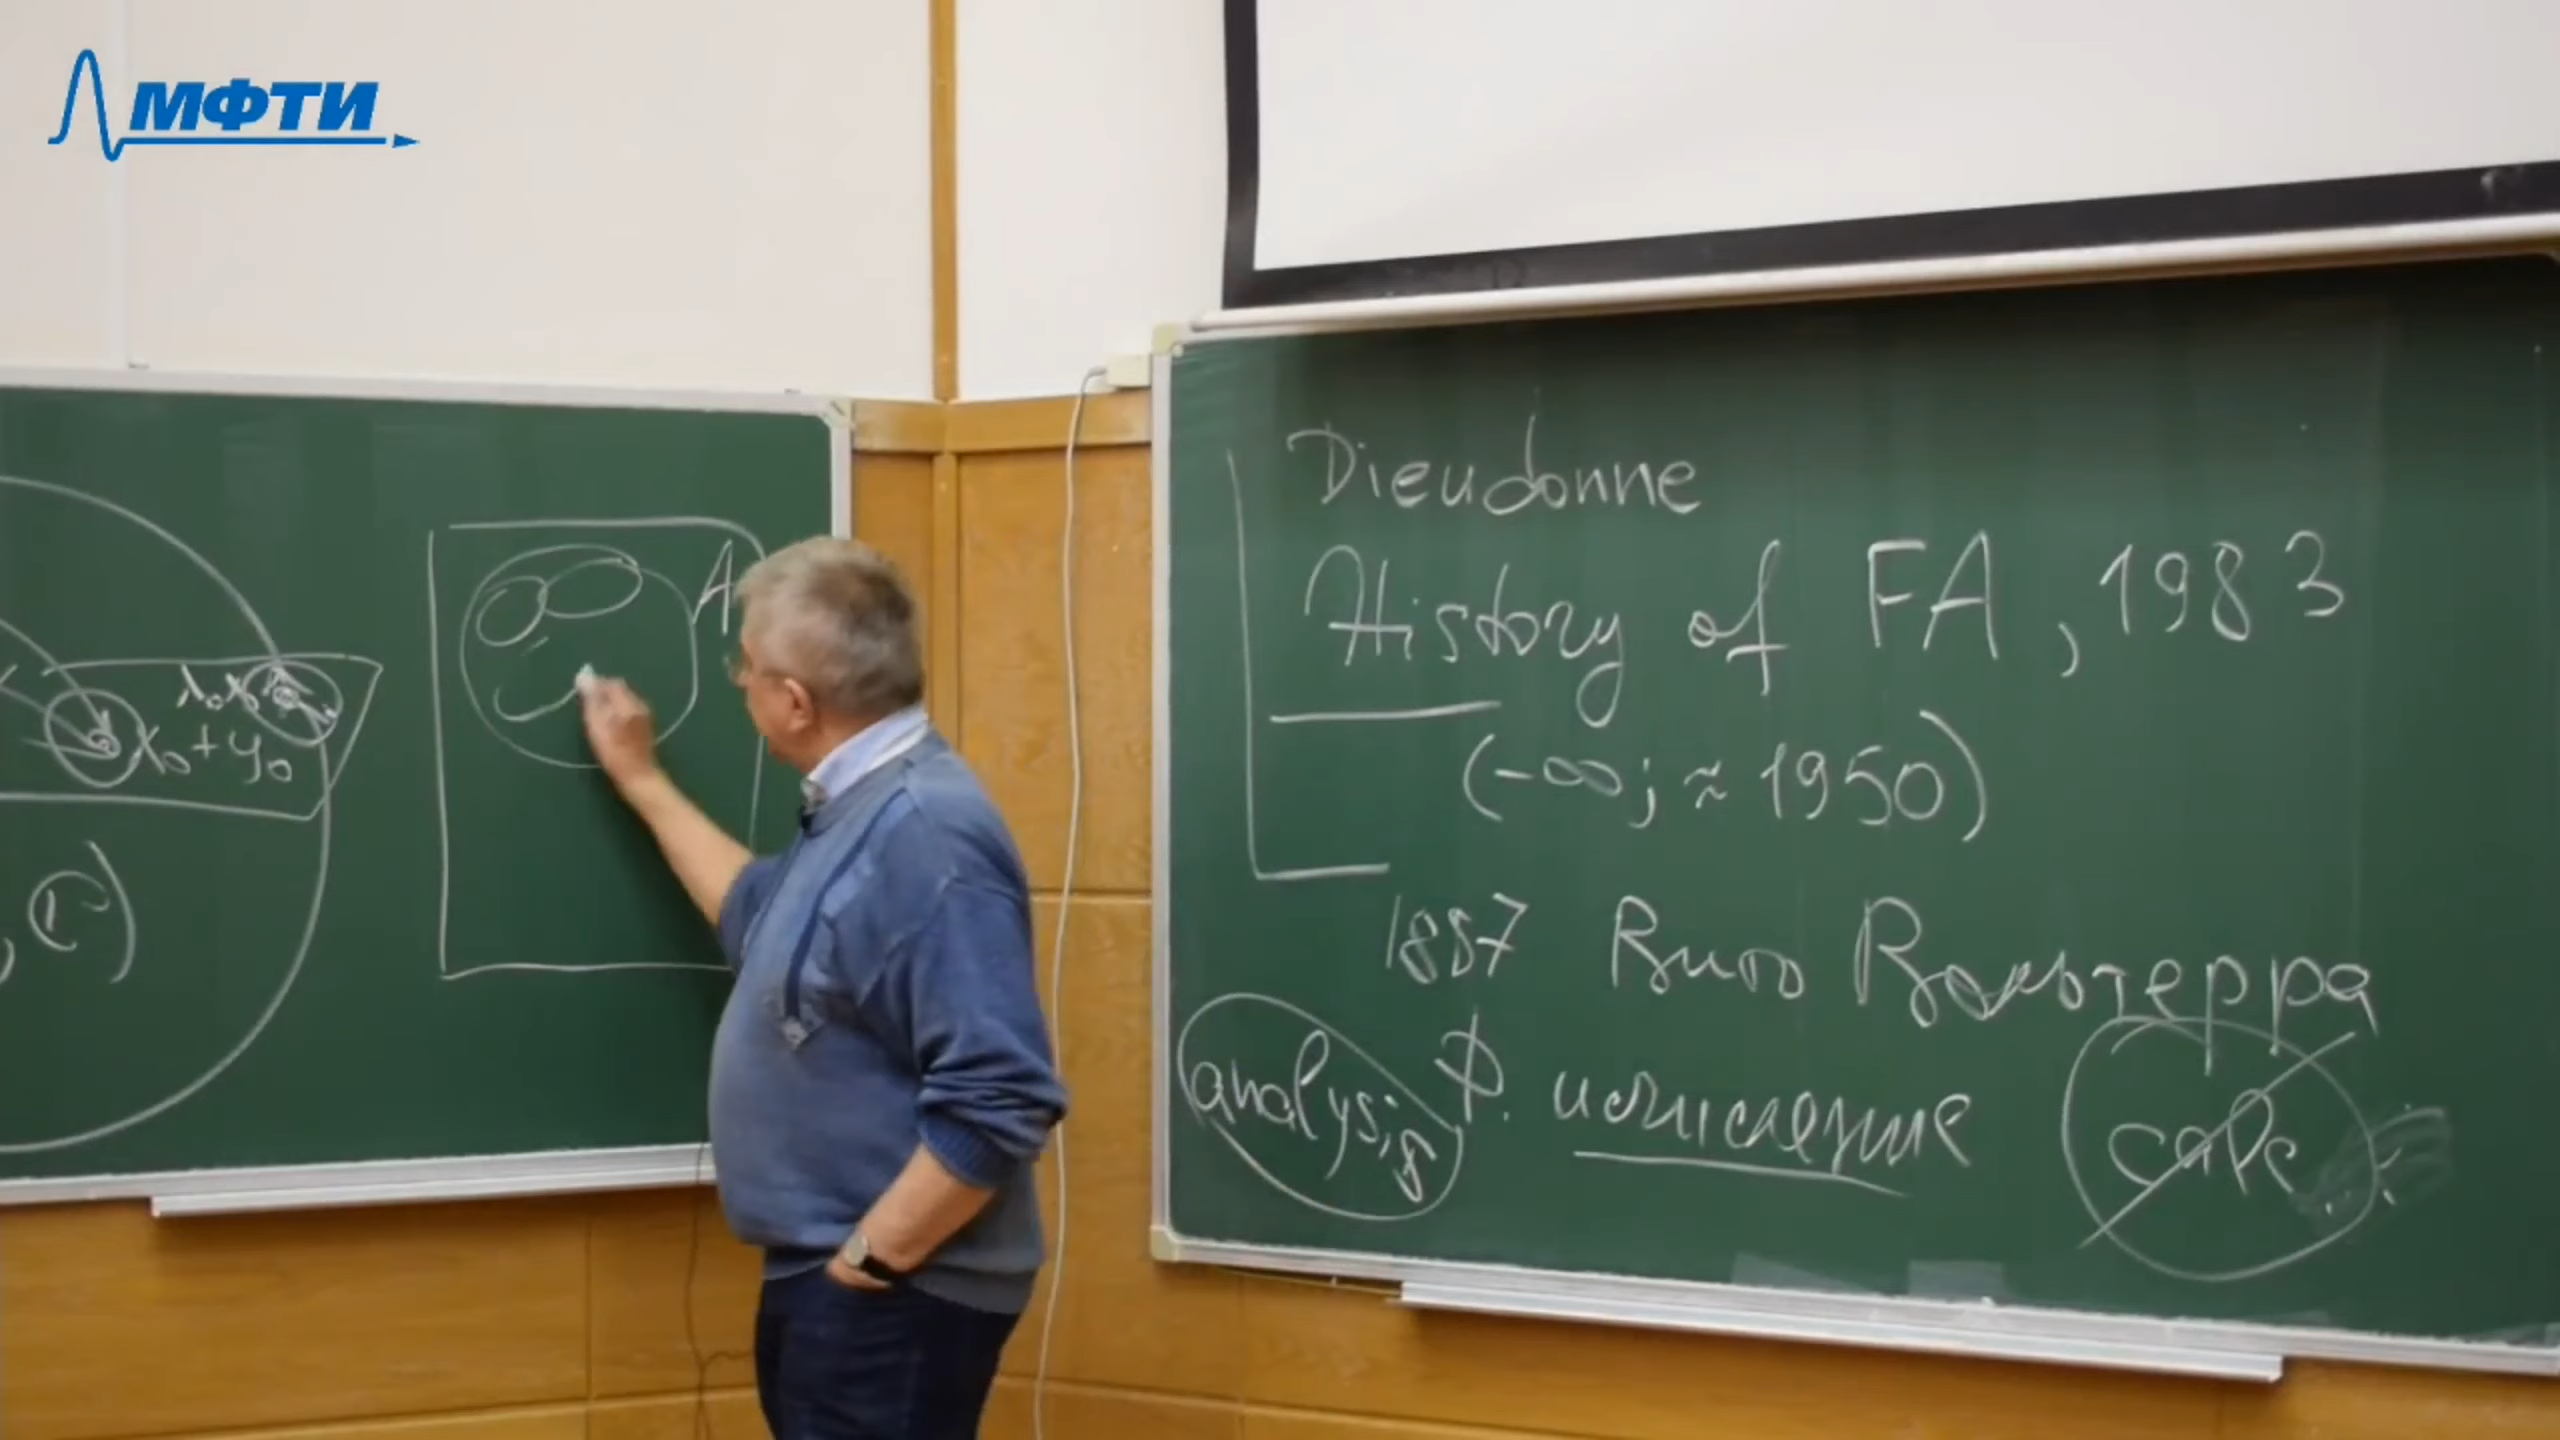 МФТИ
A
λ₀x₀
x₀+y₀
Dieudonne
History of FA, 1983
(-∞; ≈ 1950)
1887 Вито Вольтерра
analysis Ф. исчисление calc